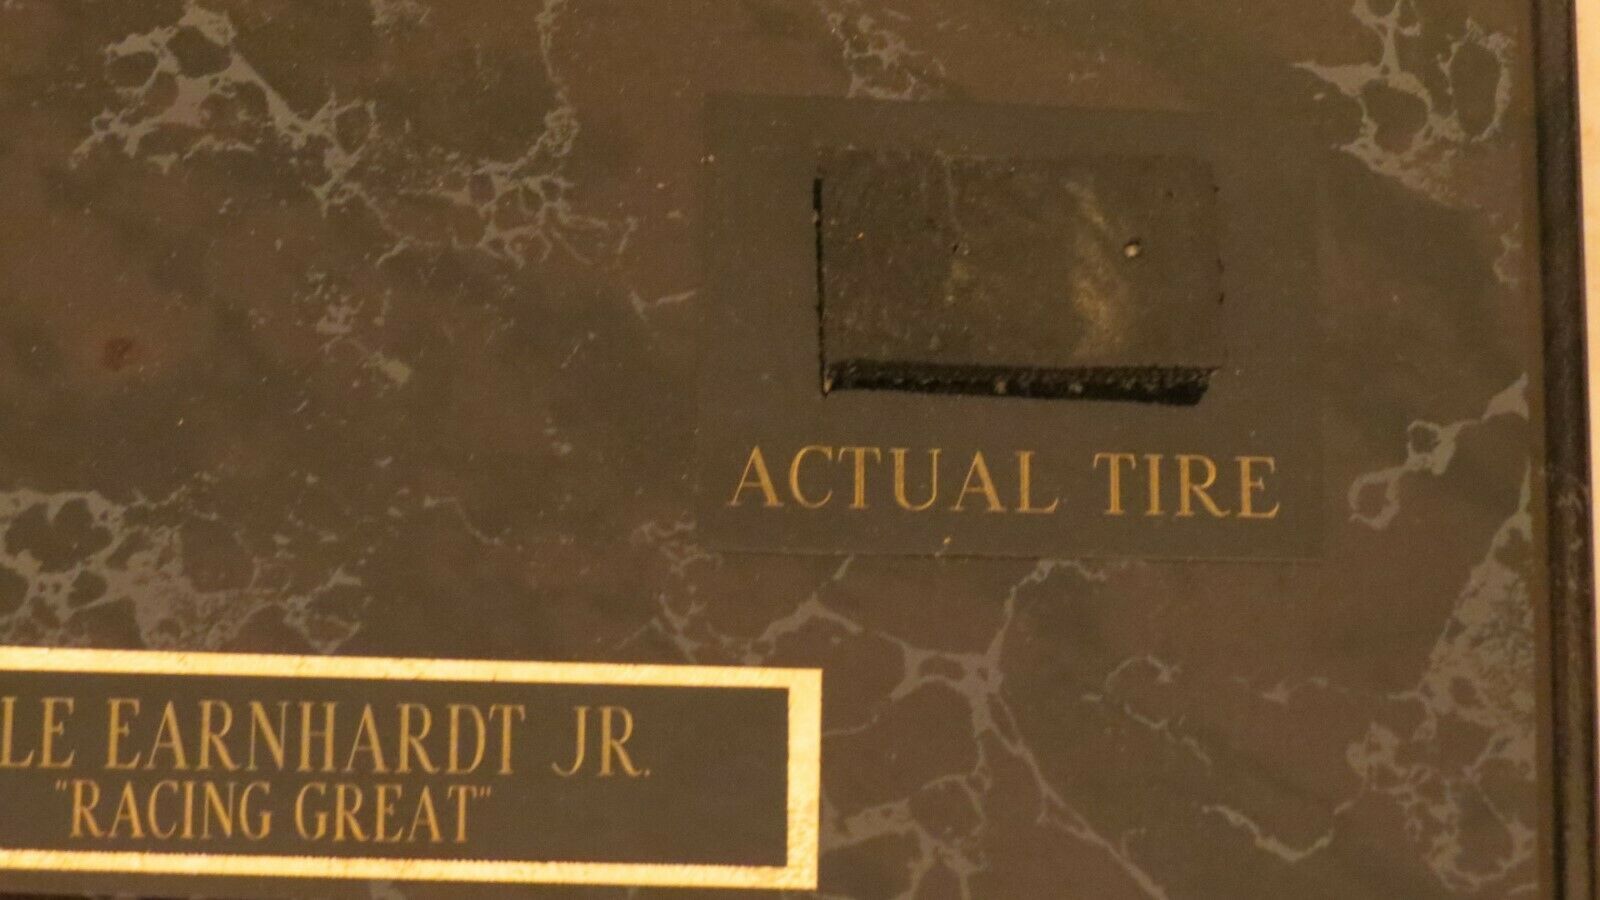 ACTUAL TIRE
LE EARNHARDT JR.
"RACING GREAT"